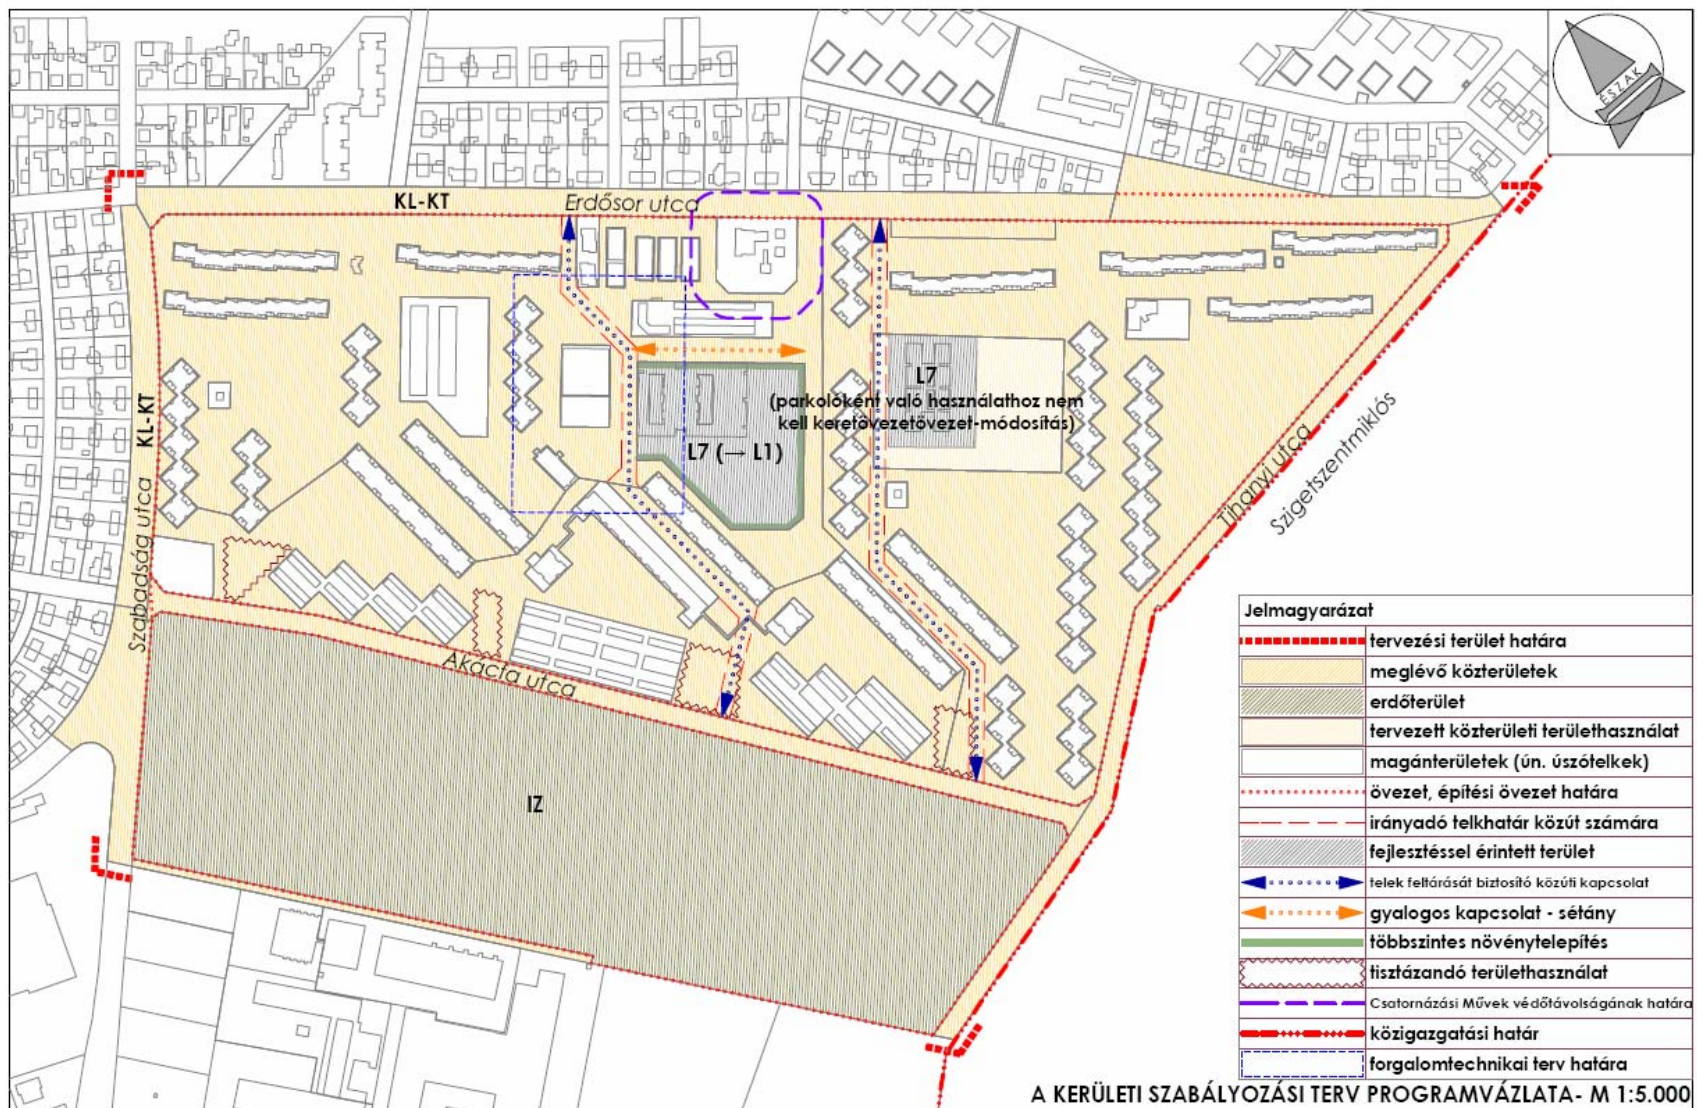 ÉSZAK
KL-KT
Erdősor utca
KL-KT
L7
(parkolóként való használathoz nem
kell keretövezetövezet-módosítás)
L7 (→ L1)
Szabadság utca
Tihanyi utca
Szigetszentmiklós
Akácfa utca
IZ
Jelmagyarázat
tervezési terület határa
meglévő közterületek
erdőterület
tervezett közterületi területhasználat
magánterületek (ún. úszótelkek)
övezet, építési övezet határa
irányadó telkhatár közút számára
fejlesztéssel érintett terület
telek feltárását biztosító közúti kapcsolat
gyalogos kapcsolat - sétány
többszintes növénytelepítés
tisztázandó területhasználat
Csatornázási Művek védőtávolságának határa
közigazgatási határ
forgalomtechnikai terv határa
A KERÜLETI SZABÁLYOZÁSI TERV PROGRAMVÁZLATA- M 1:5.000